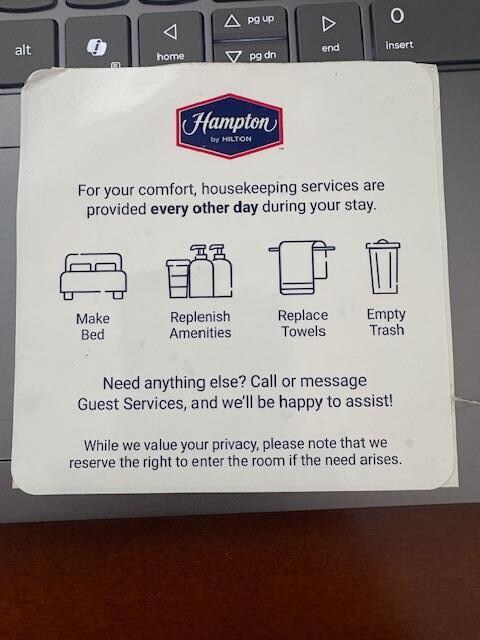 alt
home
pg up
pg dn
end
0
insert
Hampton
by HILTON
™
For your comfort, housekeeping services are
provided every other day during your stay.
Make
Bed
Replenish
Amenities
Replace
Towels
Empty
Trash
Need anything else? Call or message
Guest Services, and we'll be happy to assist!
While we value your privacy, please note that we
reserve the right to enter the room if the need arises.